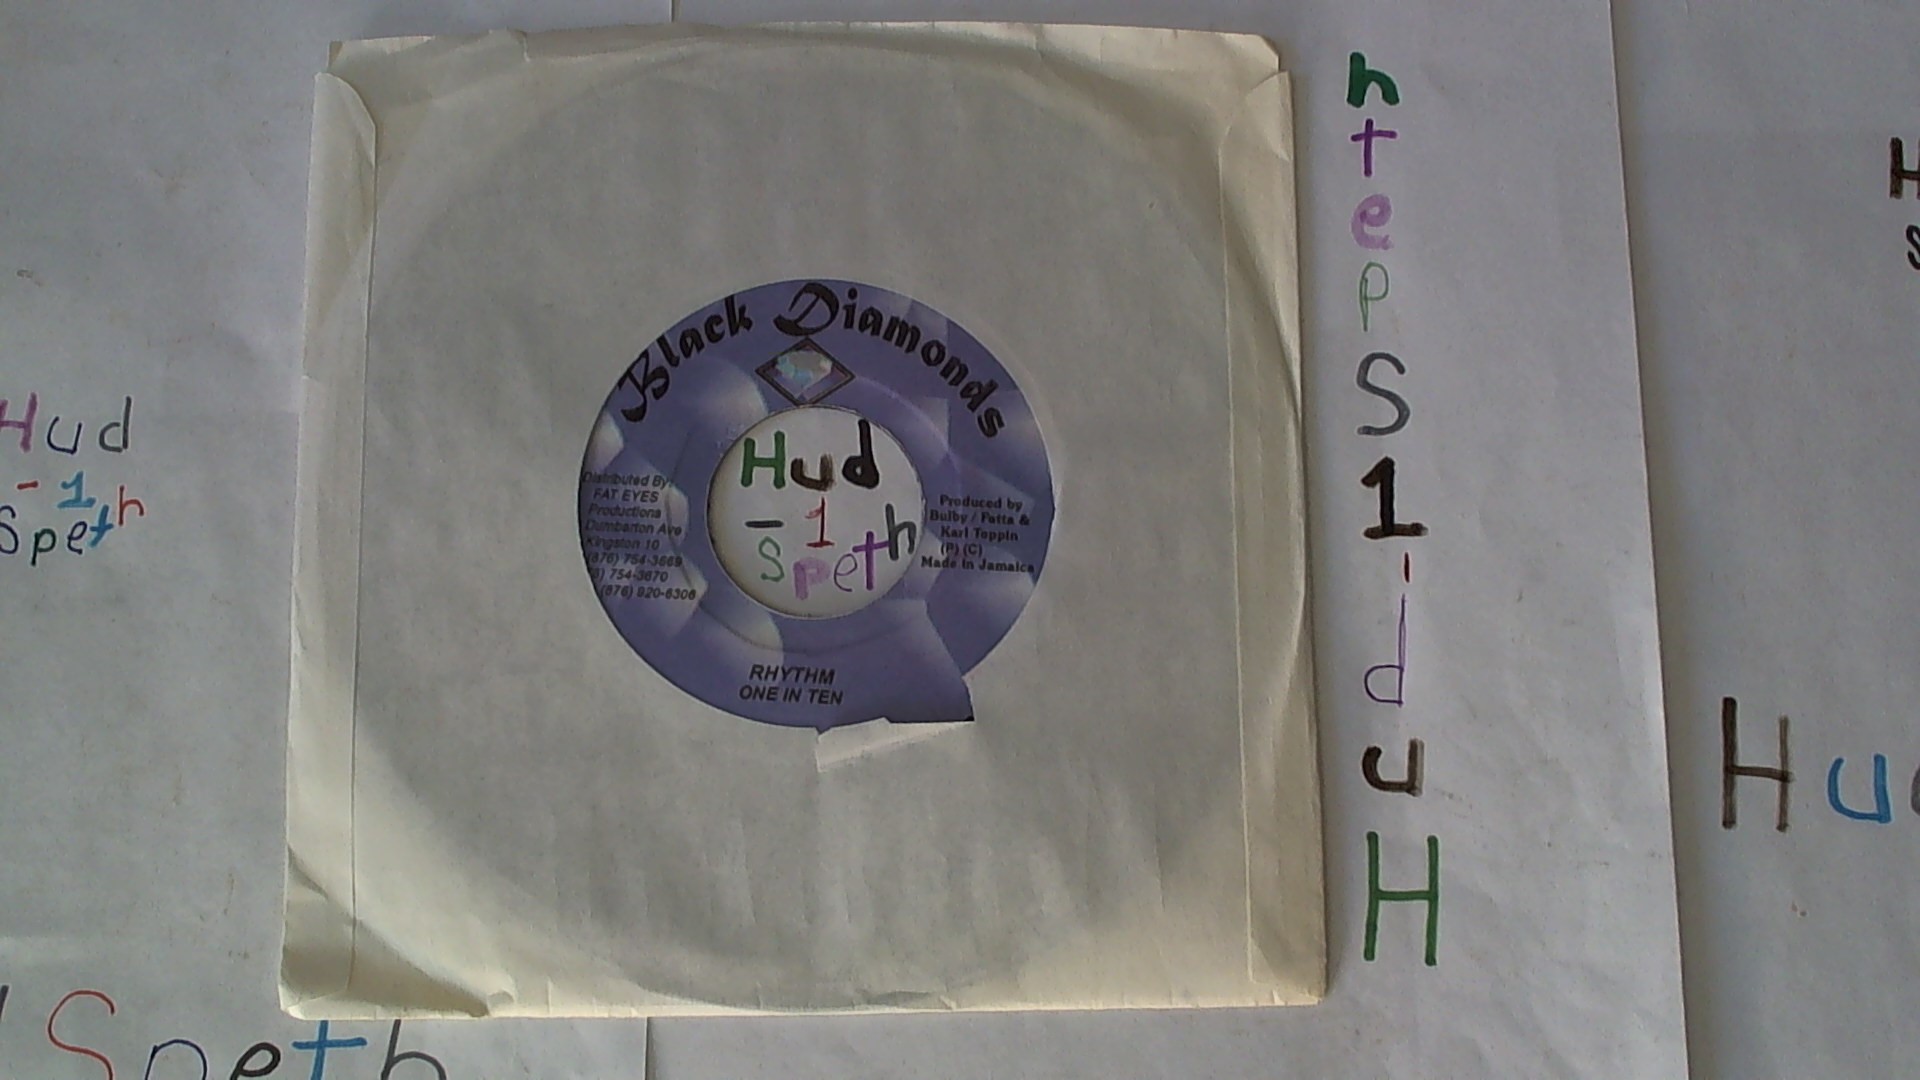 Black Diamonds
Distributed By:
FAT EYES
Productions
Dumbarton Ave
Kingston 10
(876) 754-3669
754-3670
(876) 920-6306
Produced by
Bulby / Fatta &
Karl Toppin
(P) (C)
Made in Jamaica
RHYTHM
ONE IN TEN
Hud
- 1
Speth
h
t
e
p
S
1
-
d
u
H
Hud
- 1
Speth
Speth
H
S
Hu